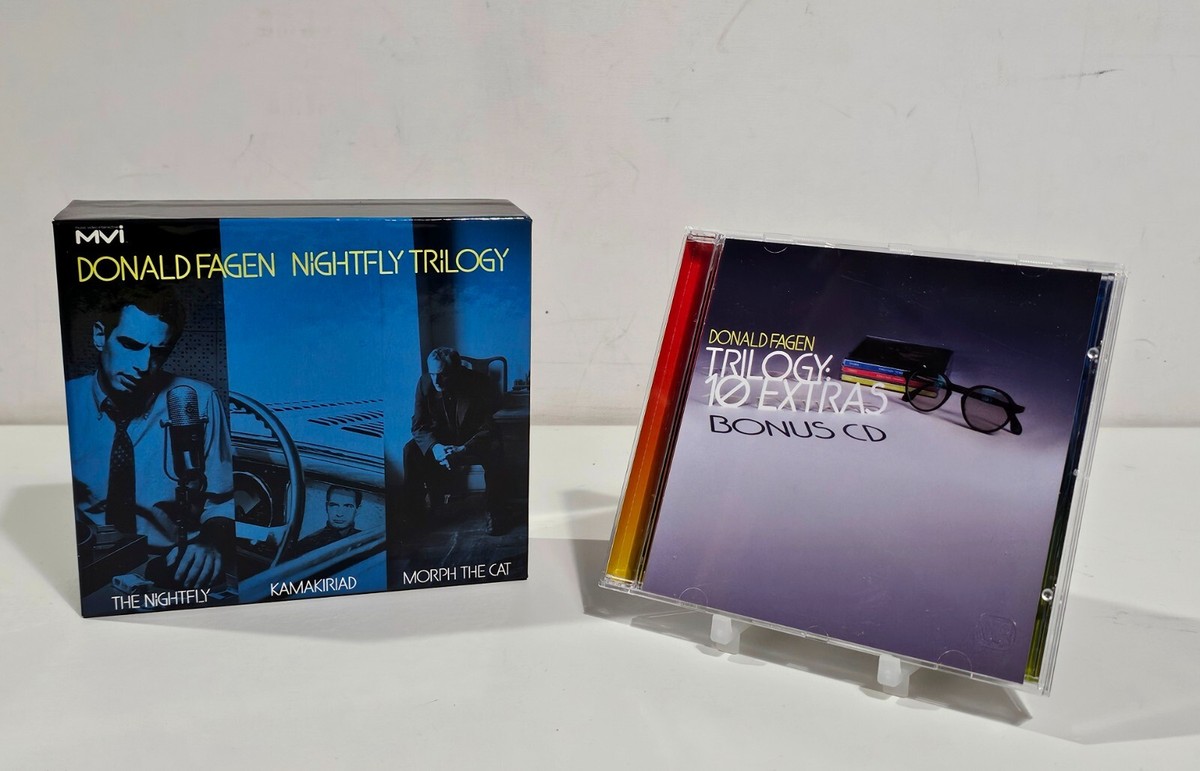 MVi
DONALD FAGEN NiGHTFLY TRiLOGY
THE NiGHTFLY
KAMAKIRIAD
MORPH THE CAT
DONALD FAGEN
TRILOGY:
10 EXTRAS
BONUS CD